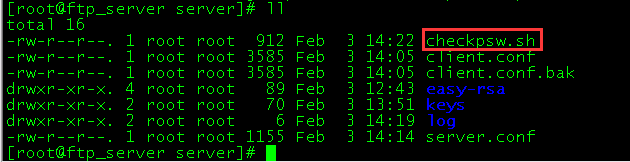 [root@ftp_server server]# ll
total 16
-rw-r--r--. 1 root root 912 Feb 3 14:22 checkpsw.sh
-rw-r--r--. 1 root root 3585 Feb 3 14:05 client.conf
-rw-r--r--. 1 root root 3585 Feb 3 14:05 client.conf.bak
drwxr-xr-x. 4 root root 89 Feb 3 12:43 easy-rsa
drwxr-xr-x. 2 root root 70 Feb 3 13:51 keys
drwxr-xr-x. 2 root root 6 Feb 3 14:19 log
-rw-r--r--. 1 root root 1155 Feb 3 14:14 server.conf
[root@ftp_server server]#